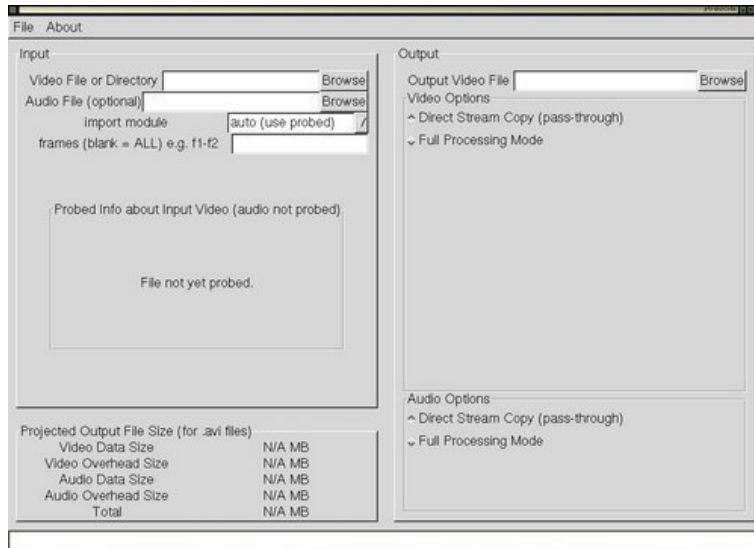 File About
Input
Video File or Directory Browse
Audio File (optional) Browse
import module auto (use probed)
frames (blank = ALL) e.g. f1-f2
Probed Info about Input Video (audio not probed)
File not yet probed.
Projected Output File Size (for .avi files)
Video Data Size N/A MB
Video Overhead Size N/A MB
Audio Data Size N/A MB
Audio Overhead Size N/A MB
Total N/A MB
Output
Output Video File Browse
Video Options
Direct Stream Copy (pass-through)
Full Processing Mode
Audio Options
Direct Stream Copy (pass-through)
Full Processing Mode